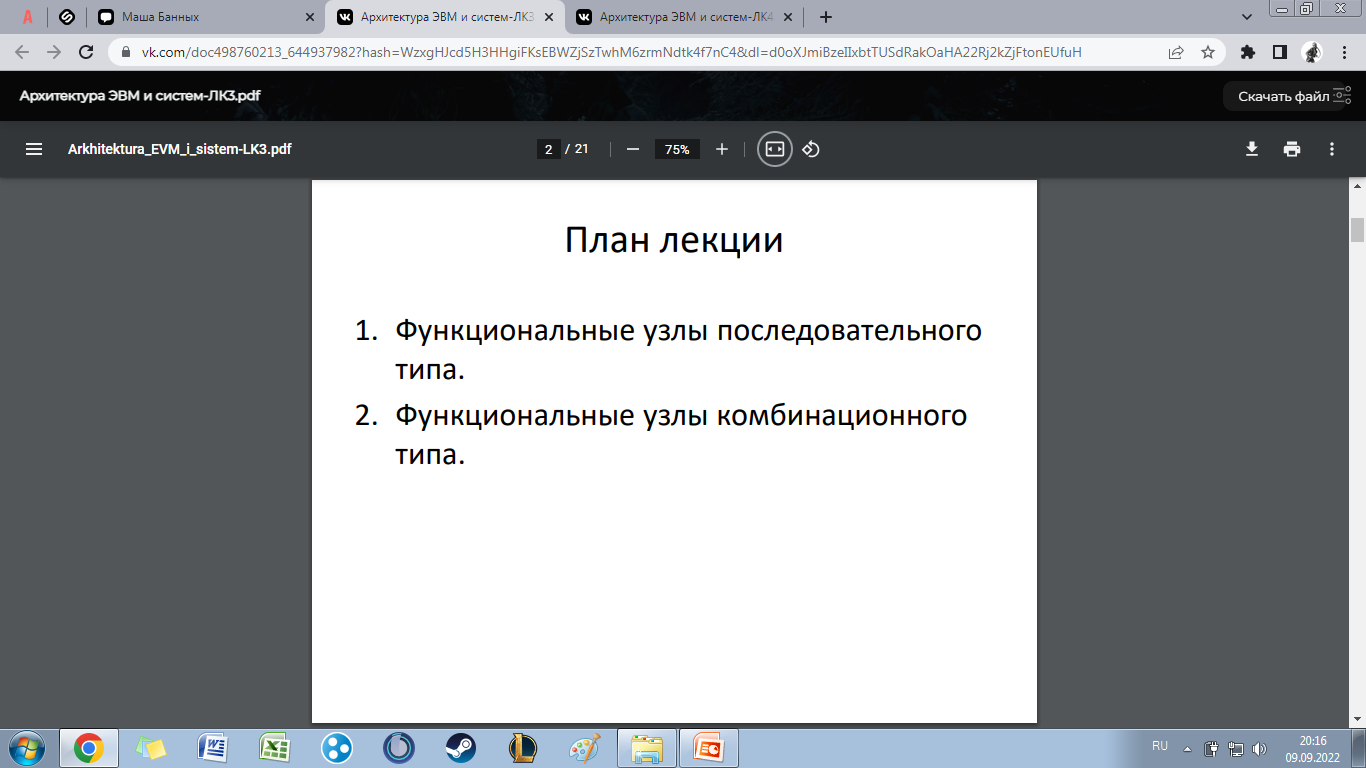 Маша Банных
Архитектура ЭВМ и систем-ЛК3
Архитектура ЭВМ и систем-ЛК4
vk.com/doc498760213_644937982?hash=WzxgHJcd5H3HHgiFKsEBWZjSzTwhM6zrmNdtk4f7nC4&dl=d0oXJmiBzeIIxbtTUSdRakOaHA22Rj2kZjFtonEUfuH
Архитектура ЭВМ и систем-ЛК3.pdf
Скачать файл
Arkhitektura_EVM_i_sistem-LK3.pdf
2 / 21
75%
План лекции
1. Функциональные узлы последовательного
типа.
2. Функциональные узлы комбинационного
типа.
RU
20:16
09.09.2022